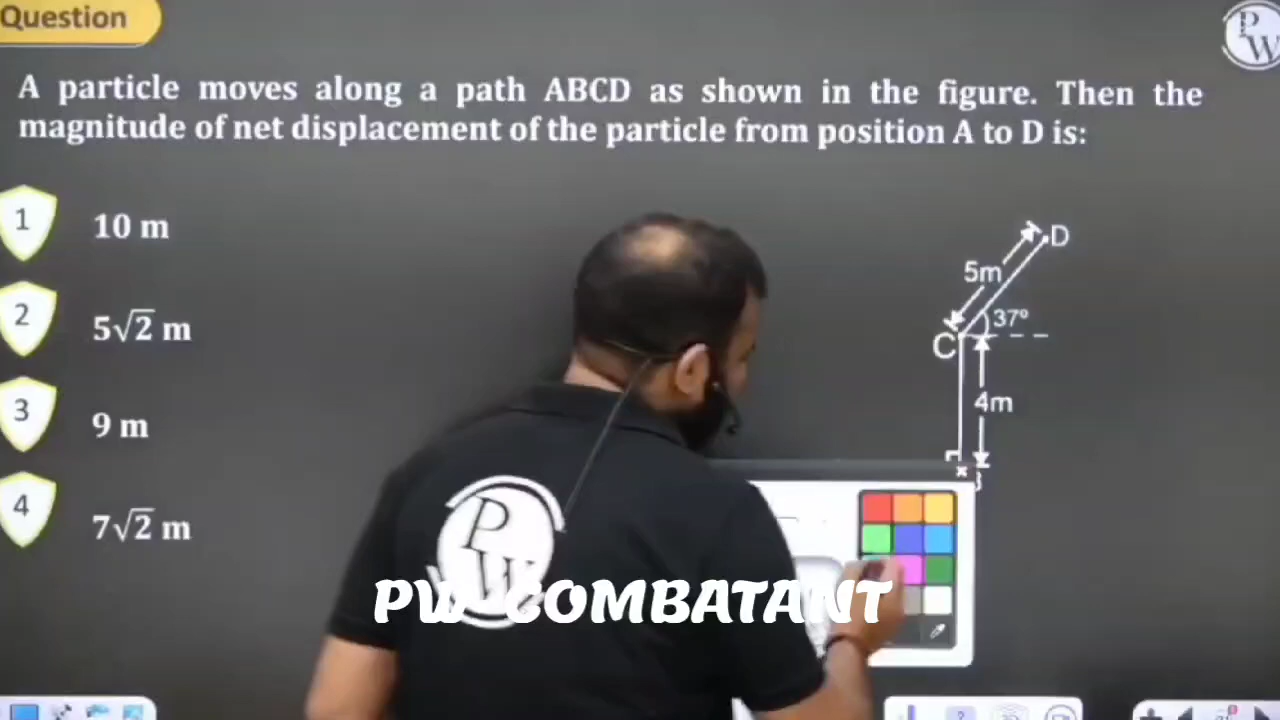 Question
P
W
A particle moves along a path ABCD as shown in the figure. Then the
magnitude of net displacement of the particle from position A to D is:
1
10 m
2
5√2 m
3
9 m
4
7√2 m
D
5m
37º
C
4m
P
W
PW COMBATANT